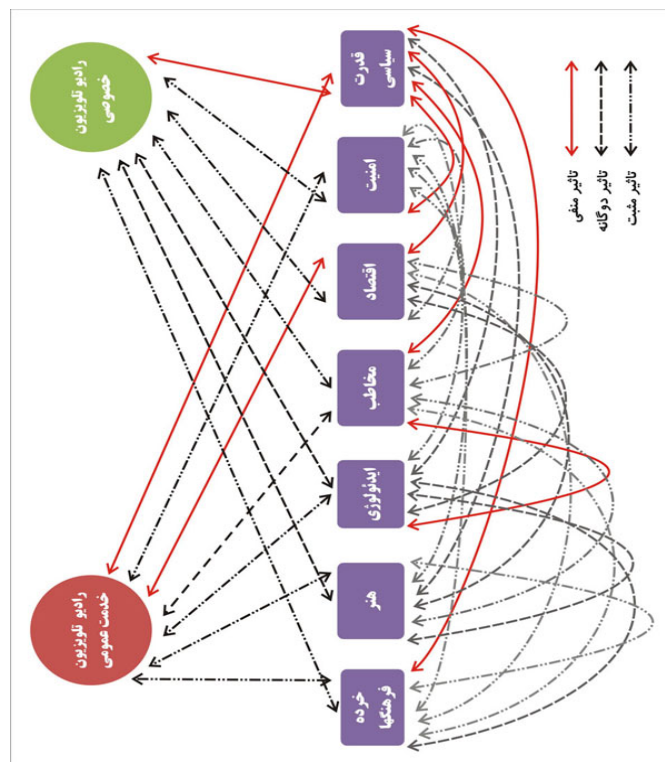 رادیو تلویزیون
خصوصی
رادیو تلویزیون
خدمت عمومی
قدرت
سیاسی
امنیت
اقتصاد
مخاطب
ایدئولوژی
هنر
خرده
فرهنگها
تاثیر منفی
تاثیر دوگانه
تاثیر مثبت